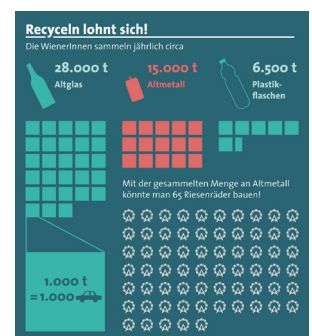 Recyceln lohnt sich!
Die WienerInnen sammeln jährlich circa
28.000 t
Altglas
15.000 t
Altmetall
6.500 t
Plastik-
flaschen
Mit der gesammelten Menge an Altmetall
könnte man 65 Riesenräder bauen!
1.000 t
= 1.000